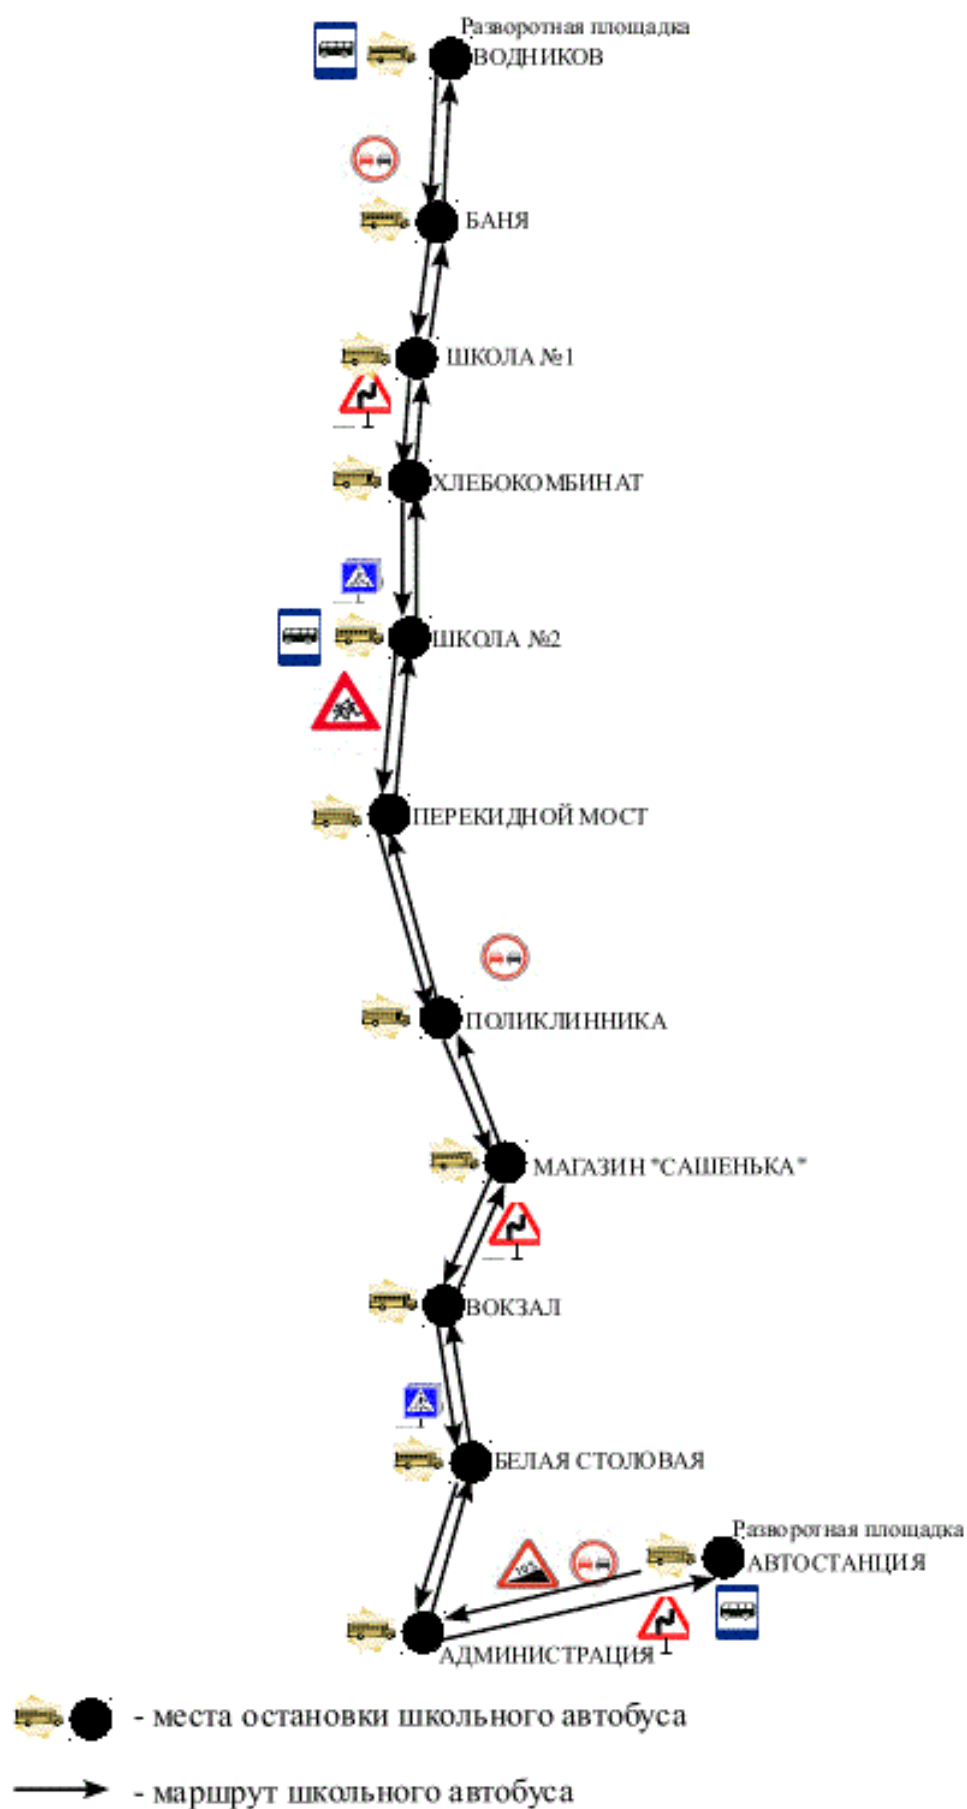 Разворотная площадка
ВОДНИКОВ
БАНЯ
ШКОЛА №1
ХЛЕБОКОМБИНАТ
ШКОЛА №2
ПЕРЕКИДНОЙ МОСТ
ПОЛИКЛИННИКА
МАГАЗИН "САШЕНЬКА"
ВОКЗАЛ
БЕЛАЯ СТОЛОВАЯ
Разворотная площадка
АВТОСТАНЦИЯ
10%
АДМИНИСТРАЦИЯ
- места остановки школьного автобуса
- маршрут школьного автобуса